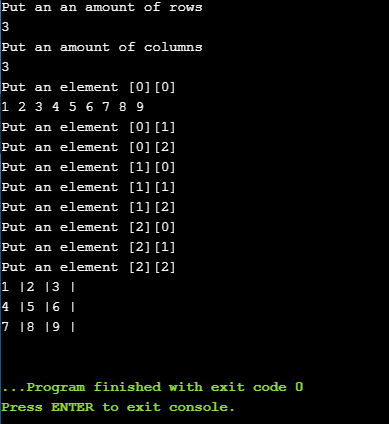 Put an an amount of rows
3
Put an amount of columns
3
Put an element [0][0]
1 2 3 4 5 6 7 8 9
Put an element [0][1]
Put an element [0][2]
Put an element [1][0]
Put an element [1][1]
Put an element [1][2]
Put an element [2][0]
Put an element [2][1]
Put an element [2][2]
1 |2 |3 |
4 |5 |6 |
7 |8 |9 |
...Program finished with exit code 0
Press ENTER to exit console.